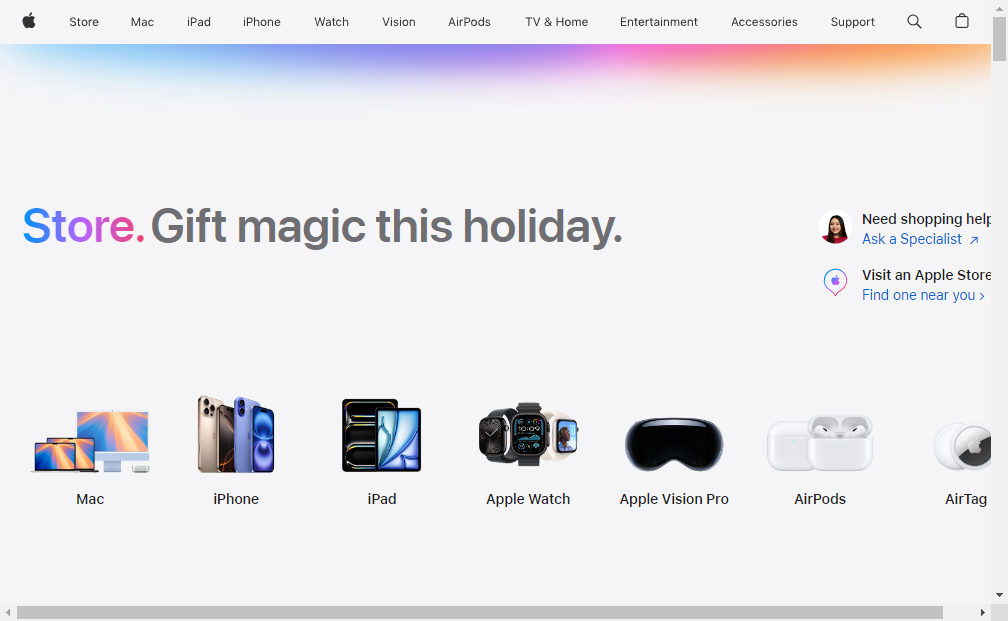 Store Mac iPad iPhone Watch Vision AirPods TV & Home Entertainment Accessories Support
Store. Gift magic this holiday.
Need shopping help
Ask a Specialist ↗
Visit an Apple Store
Find one near you >
Mac iPhone iPad Apple Watch Apple Vision Pro AirPods AirTag